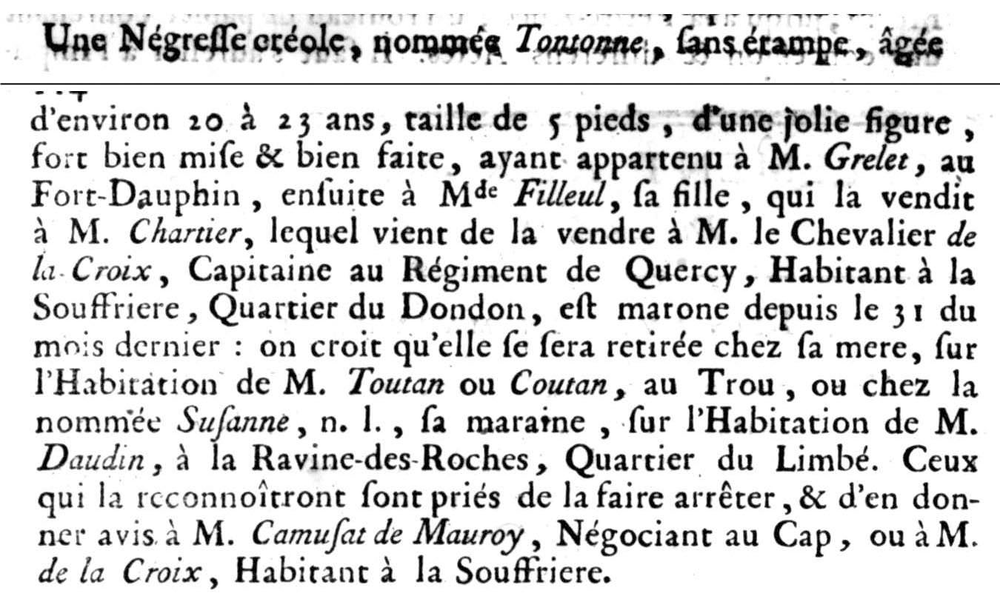 Une Négreſſe créole, nommée Tontonne, ſans étampe, âgée
d'environ 20 à 23 ans, taille de 5 pieds, d'une jolie figure,
fort bien miſe & bien faite, ayant appartenu à M. Grelet, au
Fort-Dauphin, enſuite à Mde Filleul, ſa fille, qui la vendit
à M. Chartier, lequel vient de la vendre à M. le Chevalier de
la Croix, Capitaine au Régiment de Quercy, Habitant à la
Souffriere, Quartier du Dondon, eſt marone depuis le 31 du
mois dernier : on croit qu'elle ſe ſera retirée chez ſa mere, ſur
l'Habitation de M. Toutan ou Coutan, au Trou, ou chez la
nommée Suſanne, n. l., ſa maraine, ſur l'Habitation de M.
Daudin, à la Ravine-des-Roches, Quartier du Limbé. Ceux
qui la reconnoîtront ſont priés de la faire arrêter, & d'en don-
ner avis à M. Camuſat de Mauroy, Négociant au Cap, ou à M.
de la Croix, Habitant à la Souffriere.